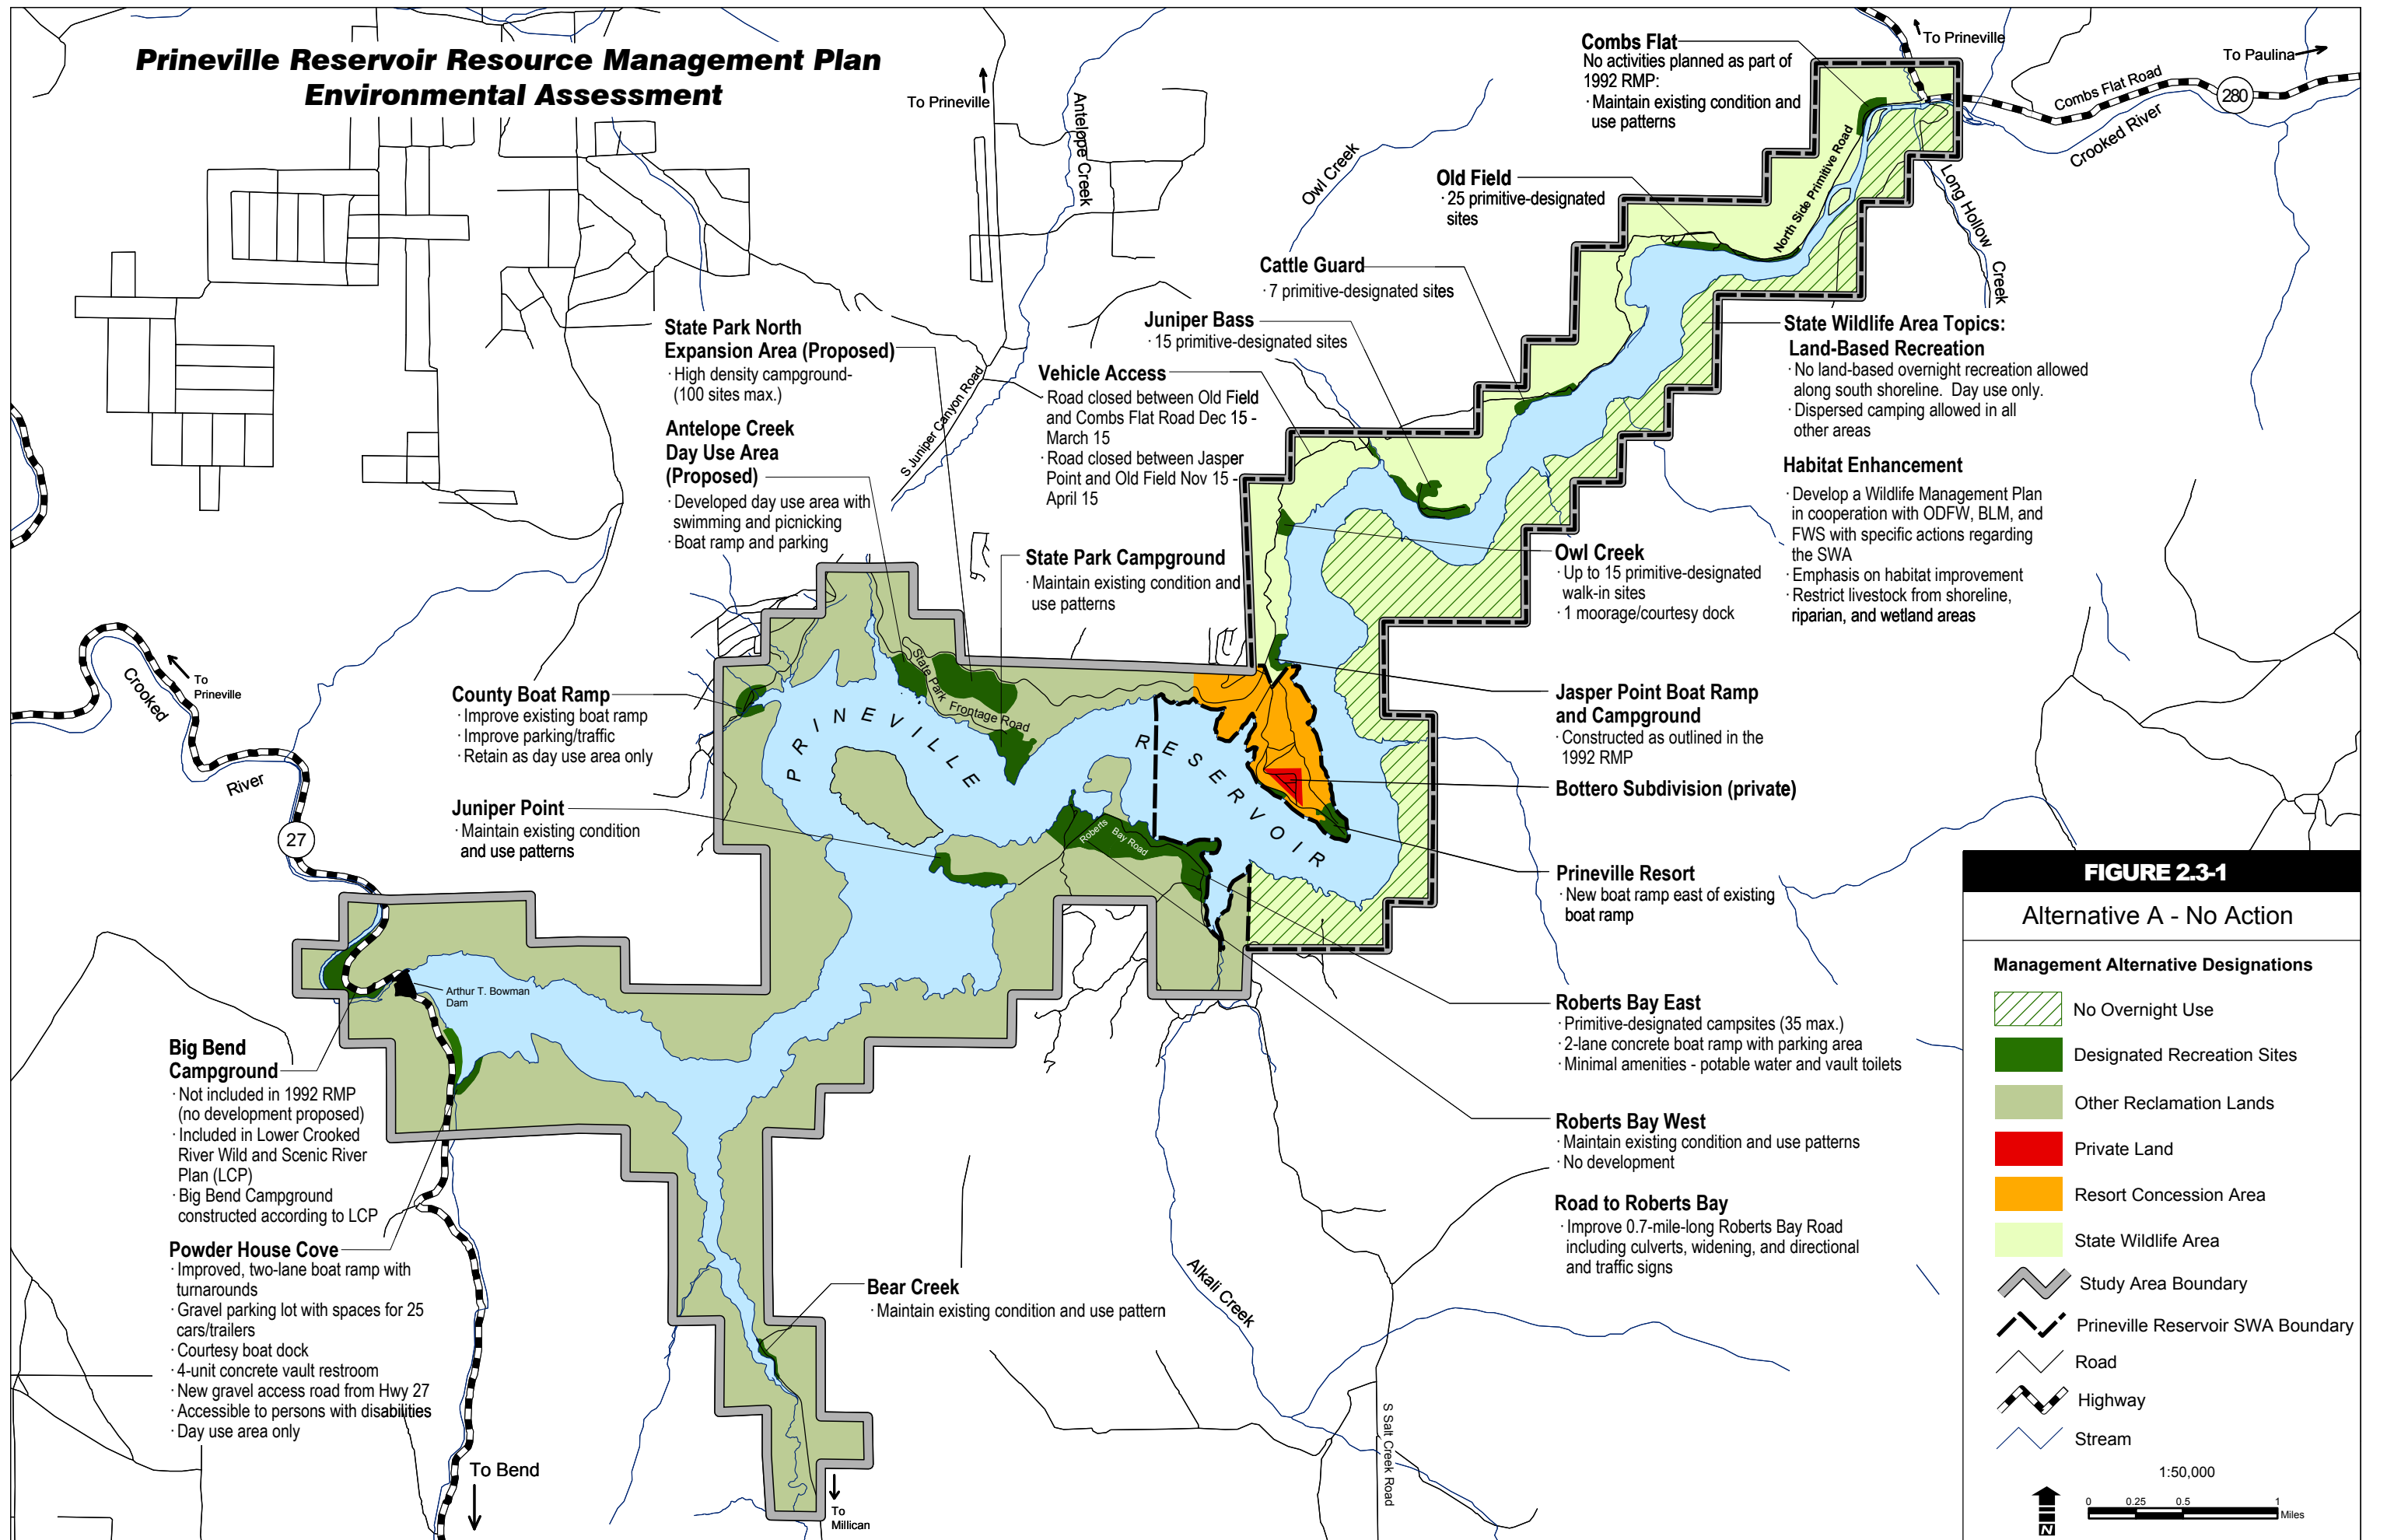 Prineville Reservoir Resource Management Plan
Environmental Assessment
To Prineville
Antelope Creek
Owl Creek
Combs Flat
No activities planned as part of
1992 RMP:
· Maintain existing condition and
use patterns
To Prineville
To Paulina
Combs Flat Road
280
Crooked River
North Side Primitive Road
Long Hollow
Creek
Old Field
· 25 primitive-designated
sites
Cattle Guard
· 7 primitive-designated sites
Juniper Bass
· 15 primitive-designated sites
Vehicle Access
· Road closed between Old Field
and Combs Flat Road Dec 15 -
March 15
· Road closed between Jasper
Point and Old Field Nov 15 -
April 15
S Juniper Canyon Road
State Park North
Expansion Area (Proposed)
· High density campground-
(100 sites max.)
Antelope Creek
Day Use Area
(Proposed)
· Developed day use area with
swimming and picnicking
· Boat ramp and parking
State Park Campground
· Maintain existing condition and
use patterns
State Wildlife Area Topics:
Land-Based Recreation
· No land-based overnight recreation allowed
along south shoreline. Day use only.
· Dispersed camping allowed in all
other areas
Habitat Enhancement
· Develop a Wildlife Management Plan
in cooperation with ODFW, BLM, and
FWS with specific actions regarding
the SWA
· Emphasis on habitat improvement
· Restrict livestock from shoreline,
riparian, and wetland areas
Owl Creek
· Up to 15 primitive-designated
walk-in sites
· 1 moorage/courtesy dock
Jasper Point Boat Ramp
and Campground
· Constructed as outlined in the
1992 RMP
Bottero Subdivision (private)
Prineville Resort
· New boat ramp east of existing
boat ramp
Crooked
River
To
Prineville
27
County Boat Ramp
· Improve existing boat ramp
· Improve parking/traffic
· Retain as day use area only
Juniper Point
· Maintain existing condition
and use patterns
State Park
Frontage Road
PRINEVILLE
RESERVOIR
Roberts
Bay Road
Arthur T. Bowman
Dam
Roberts Bay East
· Primitive-designated campsites (35 max.)
· 2-lane concrete boat ramp with parking area
· Minimal amenities - potable water and vault toilets
Roberts Bay West
· Maintain existing condition and use patterns
· No development
Road to Roberts Bay
· Improve 0.7-mile-long Roberts Bay Road
including culverts, widening, and directional
and traffic signs
Big Bend
Campground
· Not included in 1992 RMP
(no development proposed)
· Included in Lower Crooked
River Wild and Scenic River
Plan (LCP)
· Big Bend Campground
constructed according to LCP
Powder House Cove
· Improved, two-lane boat ramp with
turnarounds
· Gravel parking lot with spaces for 25
cars/trailers
· Courtesy boat dock
· 4-unit concrete vault restroom
· New gravel access road from Hwy 27
· Accessible to persons with disabilities
· Day use area only
Bear Creek
· Maintain existing condition and use pattern
Alkali Creek
S Salt Creek Road
To Bend
To
Millican
FIGURE 2.3-1
Alternative A - No Action
Management Alternative Designations
No Overnight Use
Designated Recreation Sites
Other Reclamation Lands
Private Land
Resort Concession Area
State Wildlife Area
Study Area Boundary
Prineville Reservoir SWA Boundary
Road
Highway
Stream
1:50,000
0 0.25 0.5 1
Miles
N